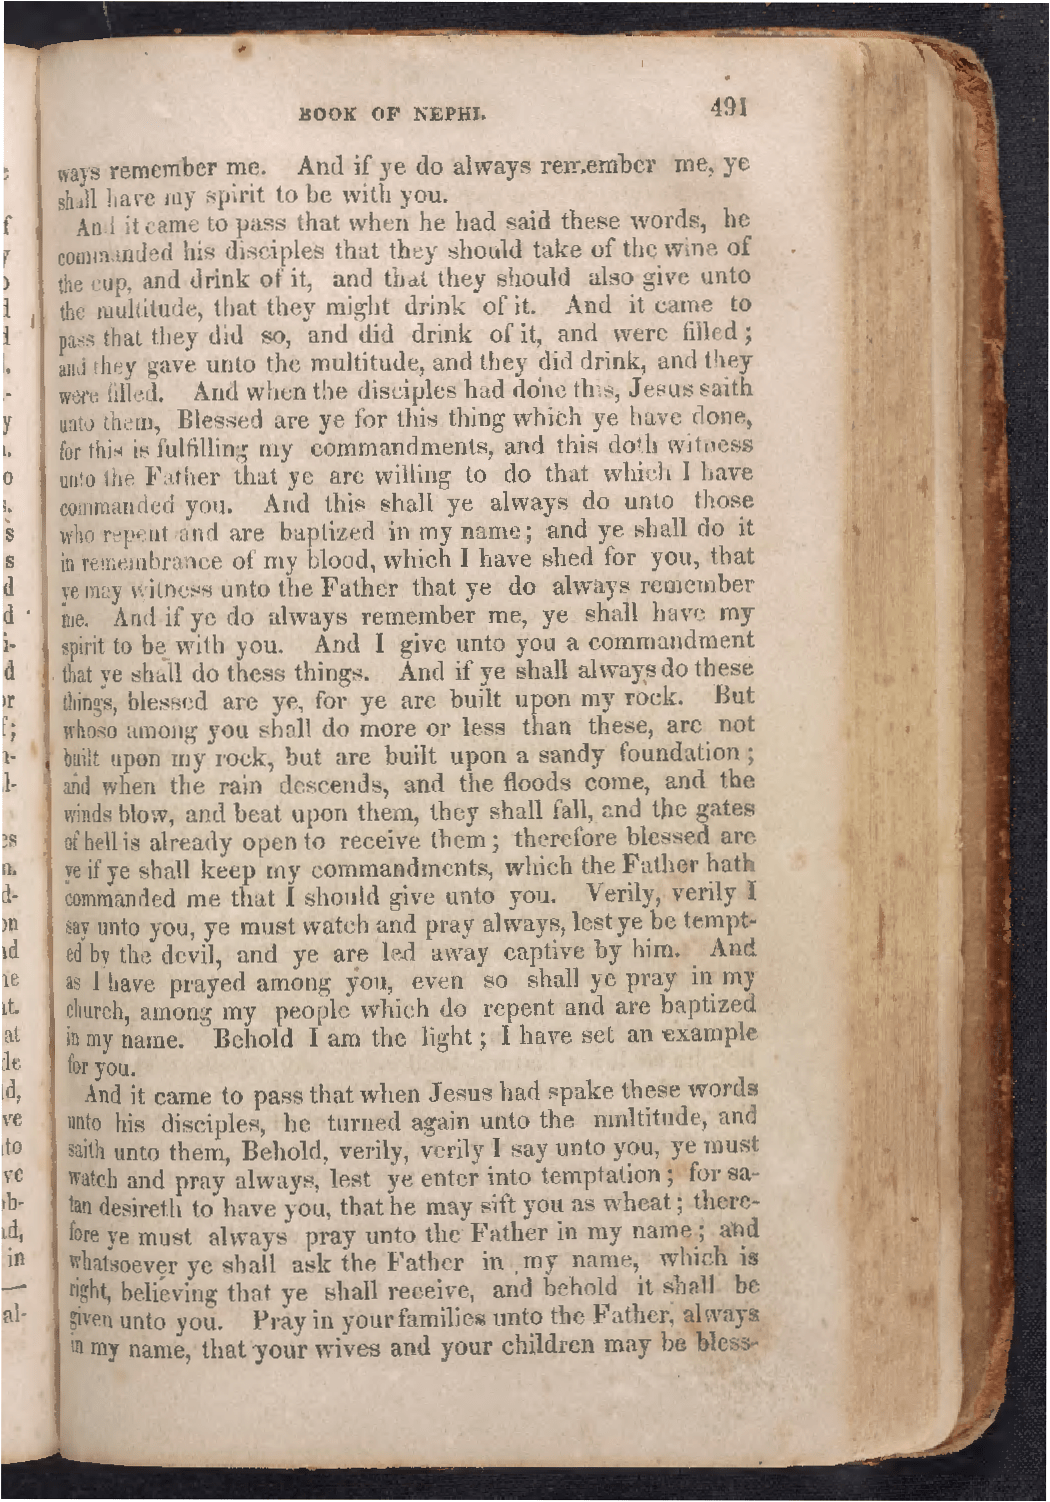 BOOK OF NEPHI. 491
ways remember me. And if ye do always remember me, ye
shall have my spirit to be with you.
And it came to pass that when he had said these words, he
commanded his disciples that they should take of the wine of
the cup, and drink of it, and that they should also give unto
the multitude, that they might drink of it. And it came to
pass that they did so, and did drink of it, and were filled;
and they gave unto the multitude, and they did drink, and they
were filled. And when the disciples had done this, Jesus saith
unto them, Blessed are ye for this thing which ye have done,
for this is fulfilling my commandments, and this doth witness
unto the Father that ye are willing to do that which I have
commanded you. And this shall ye always do unto those
who repent and are baptized in my name; and ye shall do it
in remembrance of my blood, which I have shed for you, that
ye may witness unto the Father that ye do always remember
me. And if ye do always remember me, ye shall have my
spirit to be with you. And I give unto you a commandment
that ye shall do thess things. And if ye shall always do these
things, blessed are ye, for ye are built upon my rock. But
whoso among you shall do more or less than these, are not
built upon my rock, but are built upon a sandy foundation;
and when the rain descends, and the floods come, and the
winds blow, and beat upon them, they shall fall, and the gates
of hell is already open to receive them; therefore blessed are
ye if ye shall keep my commandments, which the Father hath
commanded me that I should give unto you. Verily, verily I
say unto you, ye must watch and pray always, lest ye be tempt-
ed by the devil, and ye are led away captive by him. And
as I have prayed among you, even so shall ye pray in my
church, among my people which do repent and are baptized
in my name. Behold I am the light; I have set an example
for you.
And it came to pass that when Jesus had spake these words
unto his disciples, he turned again unto the multitude, and
saith unto them, Behold, verily, verily I say unto you, ye must
watch and pray always, lest ye enter into temptation; for sa-
tan desireth to have you, that he may sift you as wheat; there-
fore ye must always pray unto the Father in my name; and
whatsoever ye shall ask the Father in my name, which is
right, believing that ye shall receive, and behold it shall be
given unto you. Pray in your families unto the Father, always
in my name, that your wives and your children may be bless-